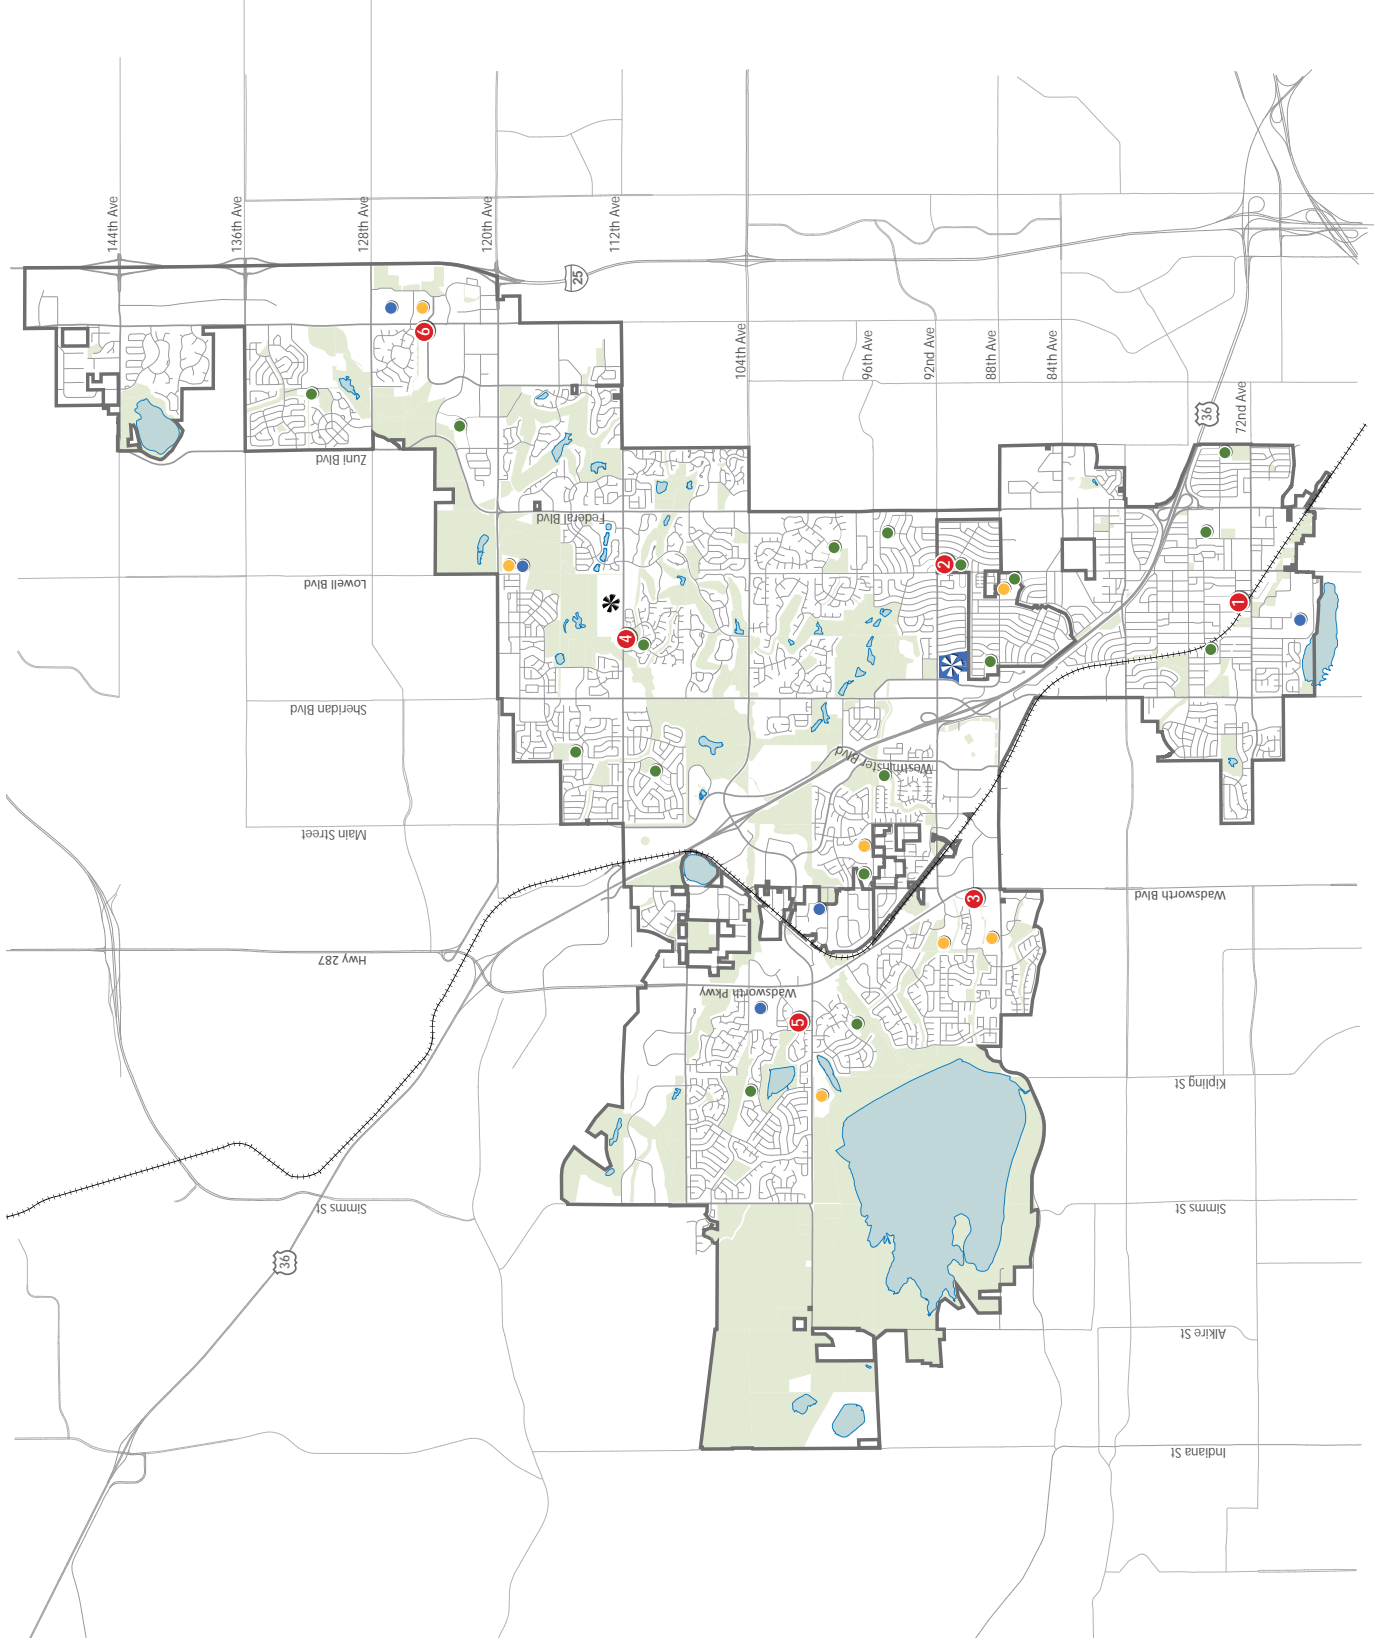 144th Ave
136th Ave
128th Ave
120th Ave
112th Ave
25
6
104th Ave
96th Ave
92nd Ave
88th Ave
84th Ave
36
72nd Ave
Zuni Blvd
Federal Blvd
Lowell Blvd
2
1
4
Sheridan Blvd
Westminster Blvd
Main Street
3
Wadsworth Blvd
Hwy 287
Wadsworth Pkwy
5
Kipling St
Simms St
Simms St
36
Alkire St
Indiana St